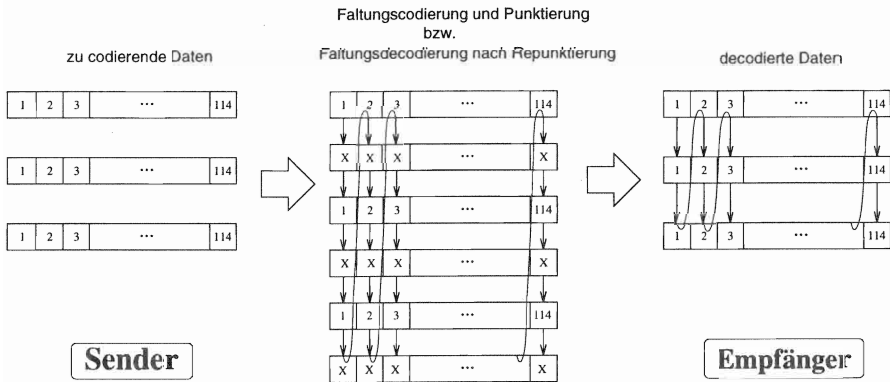 Faltungscodierung und Punktierung
bzw.
Faltungsdecodierung nach Repunktierung
zu codierende Daten
decodierte Daten
1 2 3 ... 114
1 2 3 ... 114
1 2 3 ... 114
1 2 3 ... 114
X X X ... X
1 2 3 ... 114
X X X ... X
1 2 3 ... 114
X X X ... X
1 2 3 ... 114
1 2 3 ... 114
1 2 3 ... 114
Sender
Empfänger